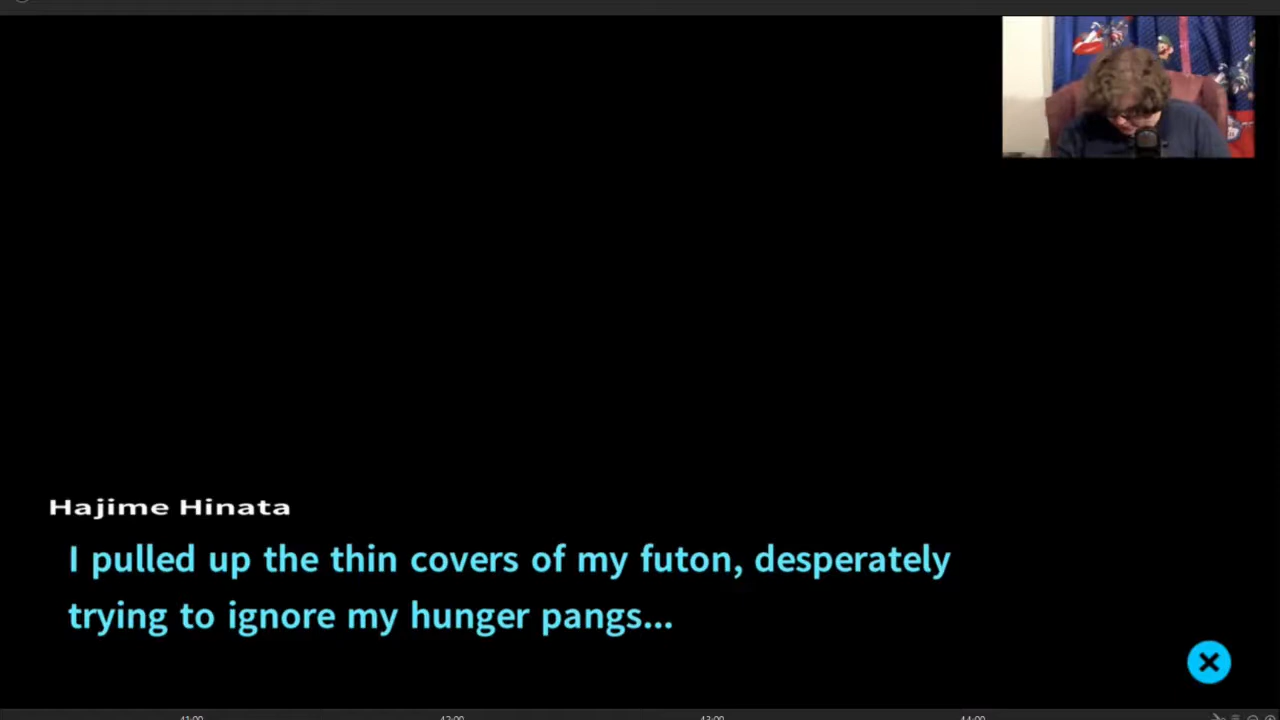 Hajime Hinata
I pulled up the thin covers of my futon, desperately
trying to ignore my hunger pangs...